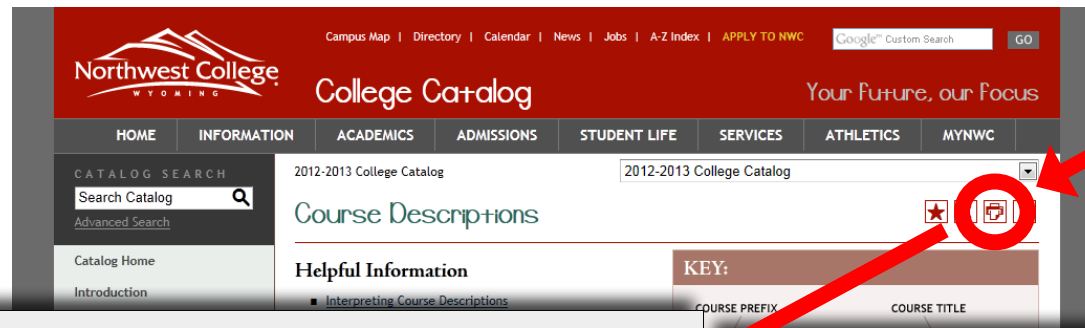 Campus Map | Directory | Calendar | News | Jobs | A-Z Index | APPLY TO NWC
Google™ Custom Search
GO
Northwest College
WYOMING
College Catalog
Your Future, our Focus
HOME INFORMATION ACADEMICS ADMISSIONS STUDENT LIFE SERVICES ATHLETICS MYNWC
CATALOG SEARCH
Search Catalog
Advanced Search
2012-2013 College Catalog
2012-2013 College Catalog
Course Descriptions
Catalog Home
Introduction
Helpful Information
Interpreting Course Descriptions
KEY:
COURSE PREFIX
COURSE TITLE